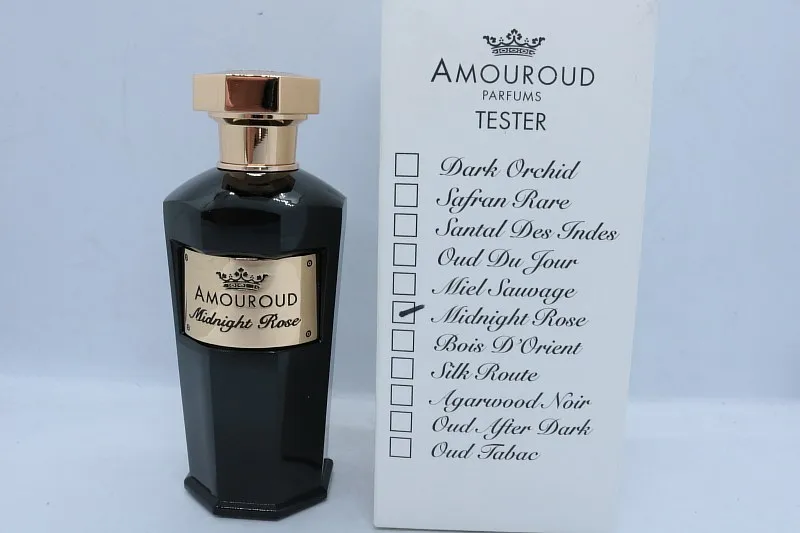 AMOUROUD
Midnight Rose
AMOUROUD
PARFUMS
TESTER
Dark Orchid
Safran Rare
Santal Des Indes
Oud Du Jour
Miel Sauvage
Midnight Rose
Bois D'Orient
Silk Route
Agarwood Noir
Oud After Dark
Oud Tabac